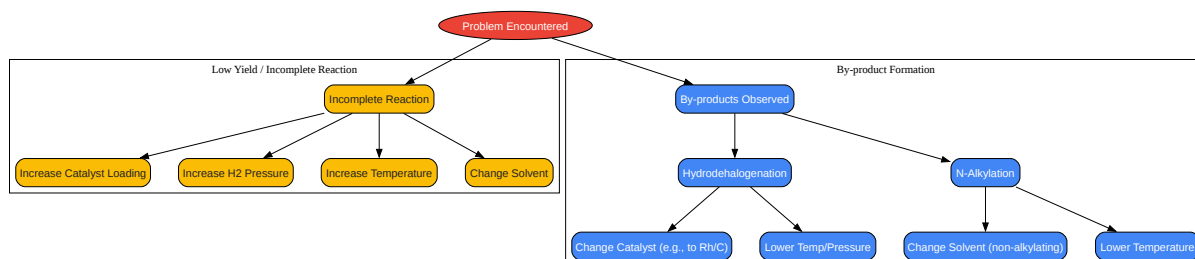 Problem Encountered
Low Yield / Incomplete Reaction
By-product Formation
Incomplete Reaction
By-products Observed
Increase Catalyst Loading
Increase H2 Pressure
Increase Temperature
Change Solvent
Hydrodehalogenation
N-Alkylation
Change Catalyst (e.g., to Rh/C)
Lower Temp/Pressure
Change Solvent (non-alkylating)
Lower Temperature